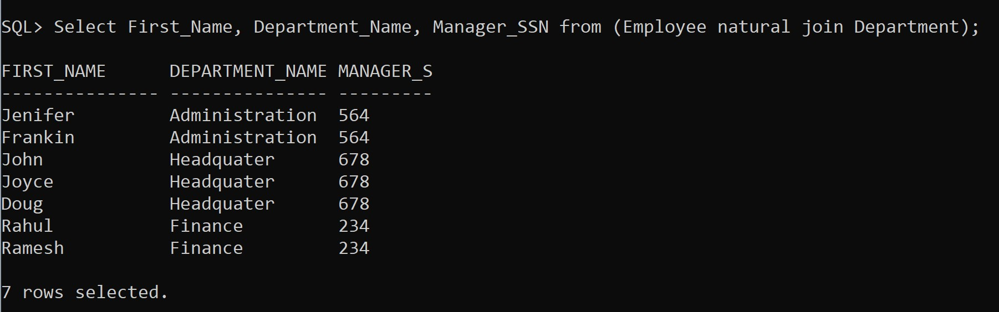 SQL> Select First_Name, Department_Name, Manager_SSN from (Employee natural join Department);
FIRST_NAME      DEPARTMENT_NAME MANAGER_S
--------------- --------------- ---------
Jenifer         Administration  564
Frankin         Administration  564
John            Headquater      678
Joyce           Headquater      678
Doug            Headquater      678
Rahul           Finance         234
Ramesh          Finance         234
7 rows selected.